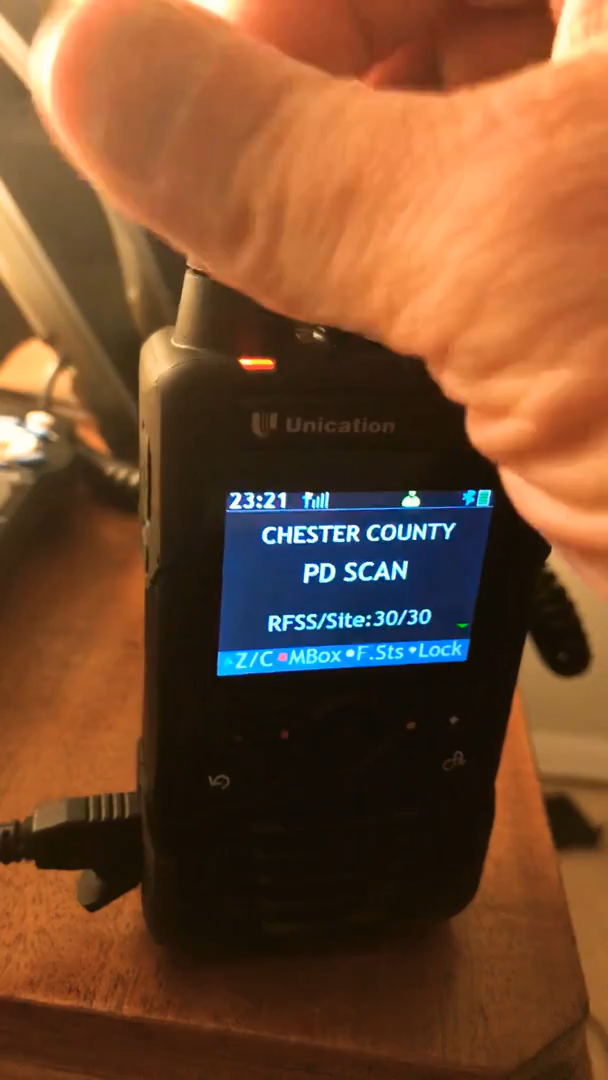 Unication
23:21
CHESTER COUNTY
PD SCAN
RFSS/Site:30/30
Z/C MBox F.Sts Lock